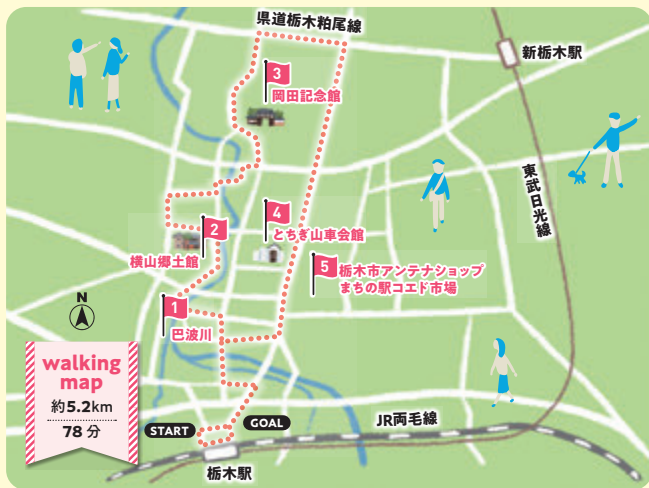 県道栃木粕尾線
新栃木駅
3
岡田記念館
東武日光線
4
とちぎ山車会館
2
横山郷土館
5
栃木市アンテナショップ
まちの駅コエド市場
N
1
巴波川
walking
map
約5.2km
78 分
START
GOAL
JR両毛線
栃木駅